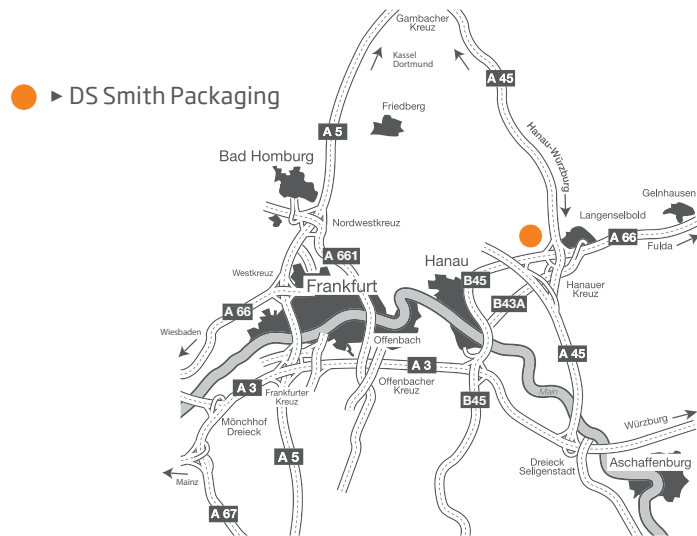 Gambacher
Kreuz
Kassel
Dortmund
A 45
► DS Smith Packaging
Friedberg
A 5
Hanau-Würzburg
Bad Homburg
Gelnhausen
Langenselbold
Nordwestkreuz
A 66
Fulda
A 661
Westkreuz
Hanau
Frankfurt
B45
Hanauer
Kreuz
B43A
A 66
Wiesbaden
Offenbach
A 45
A 3
A 3
Offenbacher
Kreuz
Frankfurter
Kreuz
Main
B45
Mönchhof
Dreieck
Würzburg
A 5
Dreieck
Seligenstadt
Aschaffenburg
Mainz
A 67